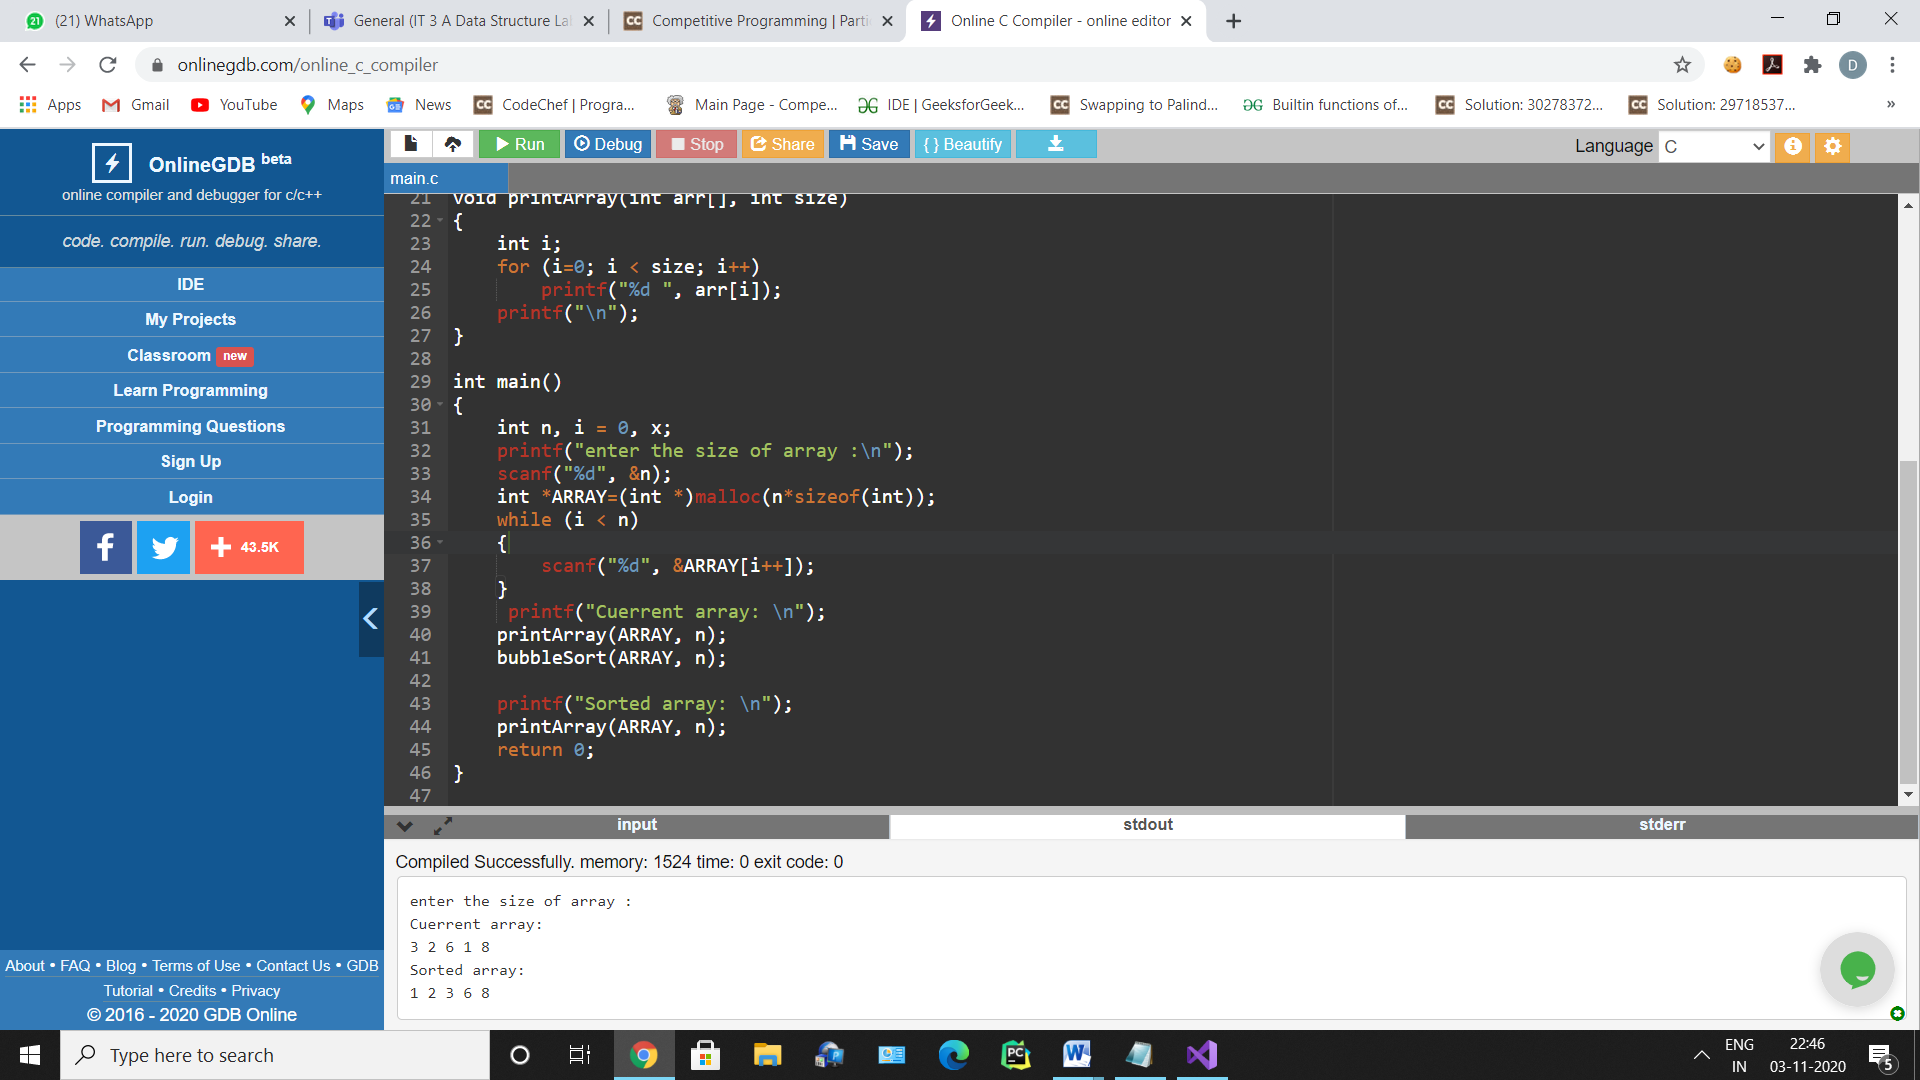 (21) WhatsApp
General (IT 3 A Data Structure La
Competitive Programming | Parti
Online C Compiler - online editor
onlinegdb.com/online_c_compiler
D
Apps
Gmail
YouTube
Maps
News
CodeChef | Progra...
Main Page - Compe...
IDE | GeeksforGeek...
Swapping to Palind...
Builtin functions of...
Solution: 30278372...
Solution: 29718537...
»
OnlineGDB beta
online compiler and debugger for c/c++
code. compile. run. debug. share.
IDE
My Projects
Classroom new
Learn Programming
Programming Questions
Sign Up
Login
43.5K
About • FAQ • Blog • Terms of Use • Contact Us • GDB
Tutorial • Credits • Privacy
© 2016 - 2020 GDB Online
Run
Debug
Stop
Share
Save
{ } Beautify
Language C
main.c
21 void printArray(int arr[], int size)
22 {
23 int i;
24 for (i=0; i < size; i++)
25 printf("%d ", arr[i]);
26 printf("\n");
27 }
28
29 int main()
30 {
31 int n, i = 0, x;
32 printf("enter the size of array :\n");
33 scanf("%d", &n);
34 int *ARRAY=(int *)malloc(n*sizeof(int));
35 while (i < n)
36 {
37 scanf("%d", &ARRAY[i++]);
38 }
39 printf("Cuerrent array: \n");
40 printArray(ARRAY, n);
41 bubbleSort(ARRAY, n);
42
43 printf("Sorted array: \n");
44 printArray(ARRAY, n);
45 return 0;
46 }
47
input
stdout
stderr
Compiled Successfully. memory: 1524 time: 0 exit code: 0
enter the size of array :
Cuerrent array:
3 2 6 1 8
Sorted array:
1 2 3 6 8
Type here to search
ENG
IN
22:46
03-11-2020
5